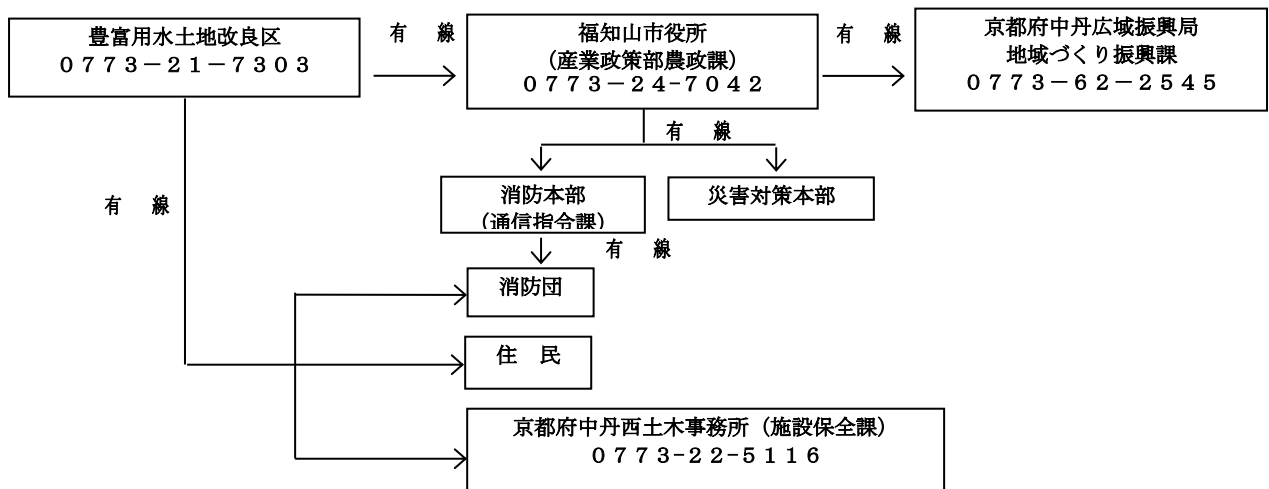 豊富用水土地改良区
０７７３－２１－７３０３
有　線
福知山市役所
（産業政策部農政課）
０７７３－２４-７０４２
有　線
京都府中丹広域振興局
地域づくり振興課
０７７３－６２－２５４５
有　線
消防本部
（通信指令課）
災害対策本部
有　線
有　線
消防団
住　民
京都府中丹西土木事務所（施設保全課）
０７７３-２２-５１１６